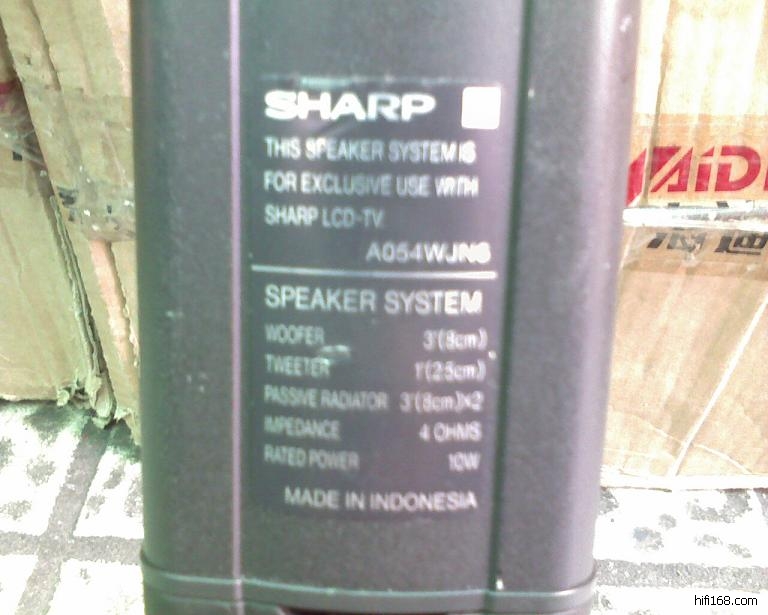 SHARP
THIS SPEAKER SYSTEM IS
FOR EXCLUSIVE USE WITH
SHARP LCD-TV
A054WJN6
SPEAKER SYSTEM
WOOFER 3"(8cm)
TWEETER 1"(2.5cm)
PASSIVE RADIATOR 3"(8cm)×2
IMPEDANCE 4 OHMS
RATED POWER 10W
MADE IN INDONESIA
hifi168.com